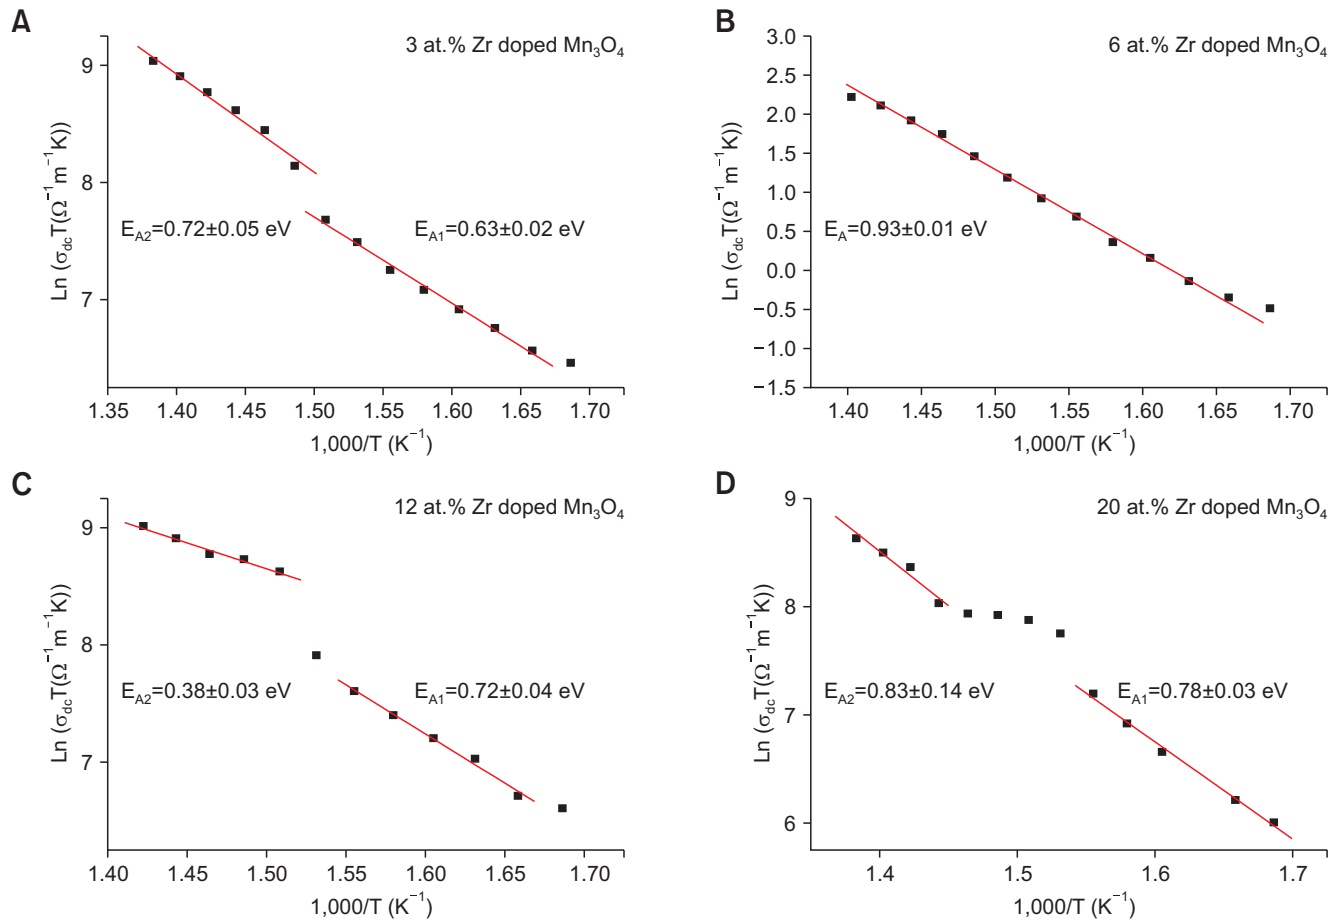 A
3 at.% Zr doped Mn₃O₄
9
8
7
Ln (σdcT(Ω⁻¹m⁻¹K))
E_A2=0.72±0.05 eV
E_A1=0.63±0.02 eV
1.35 1.40 1.45 1.50 1.55 1.60 1.65 1.70
1,000/T (K⁻¹)
B
6 at.% Zr doped Mn₃O₄
3.0
2.5
2.0
1.5
1.0
0.5
0.0
−0.5
−1.0
−1.5
Ln (σdcT(Ω⁻¹m⁻¹K))
E_A=0.93±0.01 eV
1.40 1.45 1.50 1.55 1.60 1.65 1.70
1,000/T (K⁻¹)
C
12 at.% Zr doped Mn₃O₄
9
8
7
Ln (σdcT(Ω⁻¹m⁻¹K))
E_A2=0.38±0.03 eV
E_A1=0.72±0.04 eV
1.40 1.45 1.50 1.55 1.60 1.65 1.70
1,000/T (K⁻¹)
D
20 at.% Zr doped Mn₃O₄
9
8
7
6
Ln (σdcT(Ω⁻¹m⁻¹K))
E_A2=0.83±0.14 eV
E_A1=0.78±0.03 eV
1.4 1.5 1.6 1.7
1,000/T (K⁻¹)